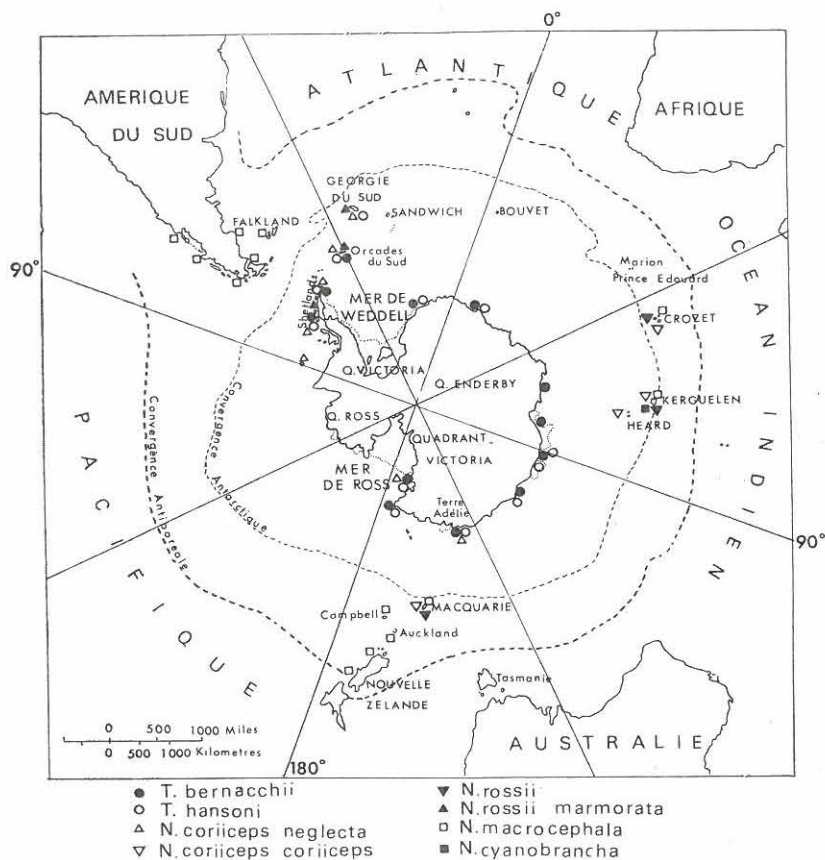 0°
ATLANTIQUE
AMERIQUE
DU SUD
AFRIQUE
GEORGIE
DU SUD
SANDWICH
BOUVET
FALKLAND
Orcades
du Sud
OCEAN INDIEN
90°
Marion
Prince Edouard
Shetlands
MER DE
WEDDELL
CROZET
Q. VICTORIA
Q. ENDERBY
KERGUELEN
HEARD
Q. ROSS
QUADRANT
VICTORIA
PACIFIQUE
Convergence Antiboreale
Convergence Antarctique
MER
DE ROSS
Terre
Adélie
90°
MACQUARIE
Campbell
Auckland
NOUVELLE
ZELANDE
Tasmanie
0 1000 Miles
0 500 1000 Kilometres
AUSTRALIE
180°
T. bernacchii
T. hansoni
N. coriiceps neglecta
N. coriiceps coriiceps
N. rossii
N. rossii marmorata
N. macrocephala
N. cyanobrancha